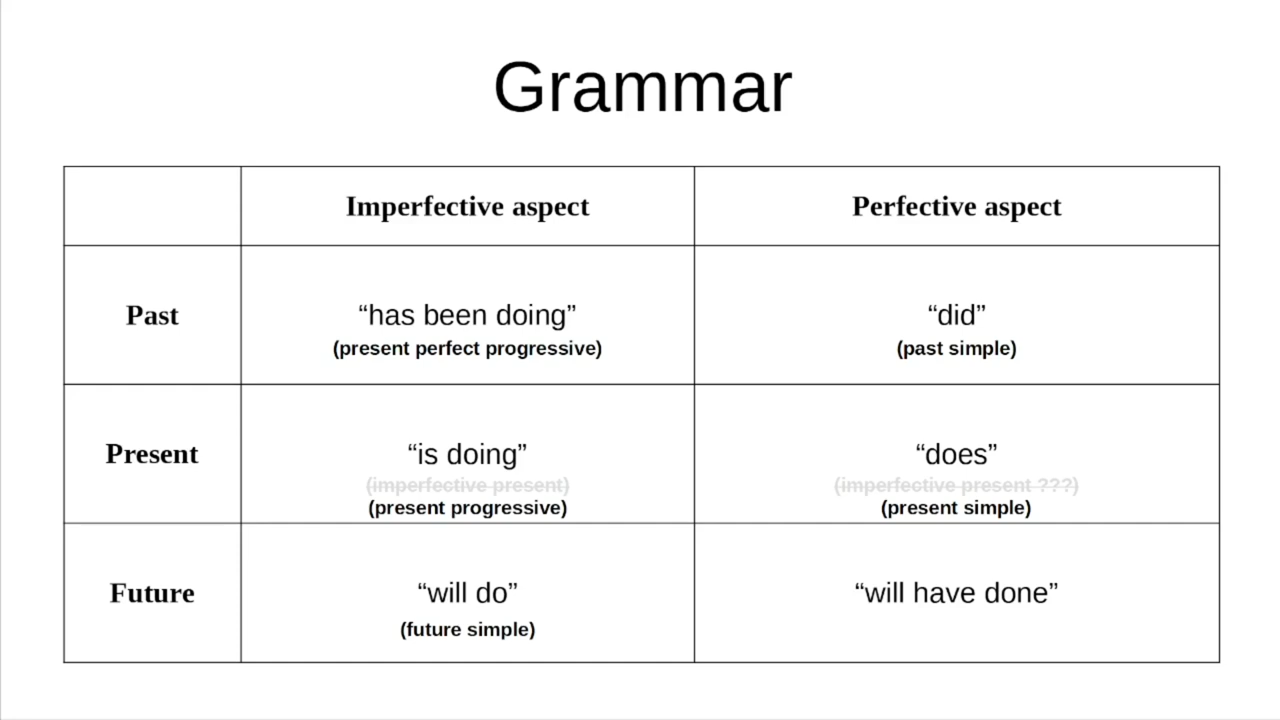 Grammar
Imperfective aspect
Perfective aspect
Past
“has been doing”
(present perfect progressive)
“did”
(past simple)
Present
“is doing”
(imperfective present)
(present progressive)
“does”
(imperfective present ???)
(present simple)
Future
“will do”
(future simple)
“will have done”